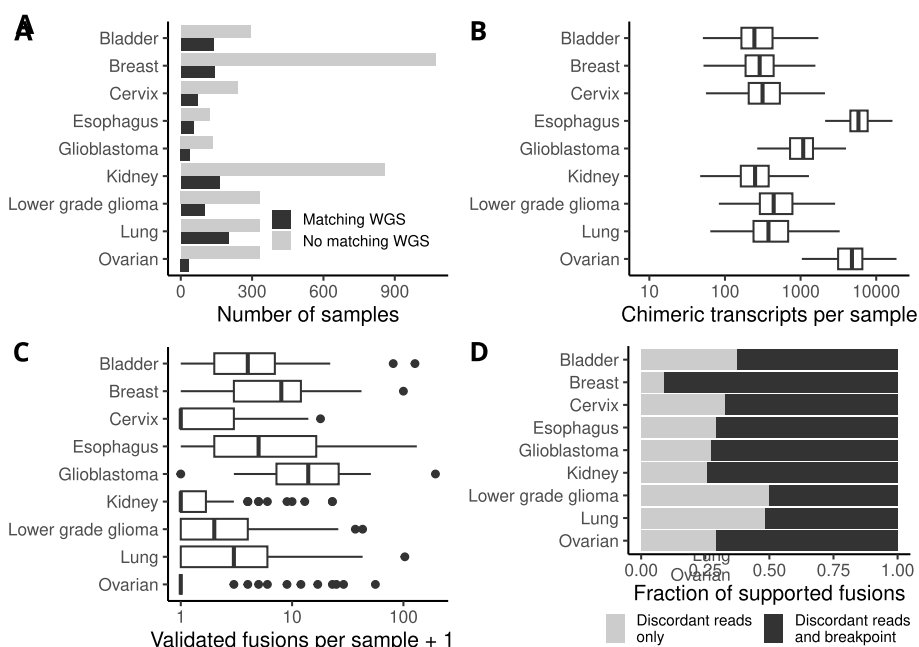 A
Bladder
Breast
Cervix
Esophagus
Glioblastoma
Kidney
Lower grade glioma
Lung
Ovarian
Matching WGS
No matching WGS
0 300 600 900
Number of samples
B
Bladder
Breast
Cervix
Esophagus
Glioblastoma
Kidney
Lower grade glioma
Lung
Ovarian
10 100 1000 10000
Chimeric transcripts per sample
C
Bladder
Breast
Cervix
Esophagus
Glioblastoma
Kidney
Lower grade glioma
Lung
Ovarian
1 10 100
Validated fusions per sample + 1
D
Bladder
Breast
Cervix
Esophagus
Glioblastoma
Kidney
Lower grade glioma
Lung
Ovarian
Lung
0.00 0.25 0.50 0.75 1.00
Ovarian
Fraction of supported fusions
Discordant reads
only
Discordant reads
and breakpoint